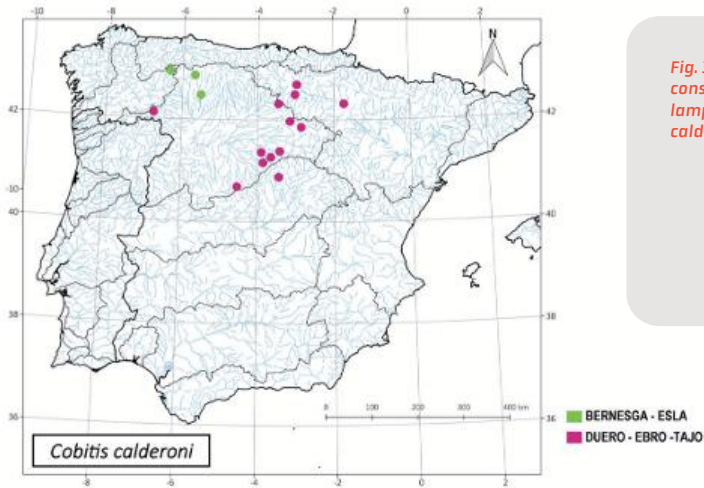 -10
-8
-6
-4
-2
0
2
N
42
42
-10
40
40
38
38
36
36
0 100 200 300 400 km
Cobitis calderoni
-8
-6
-4
-2
0
2
Fig. 
cons
lamp
cald
BERNESGA - ESLA
DUERO - EBRO -TAJO